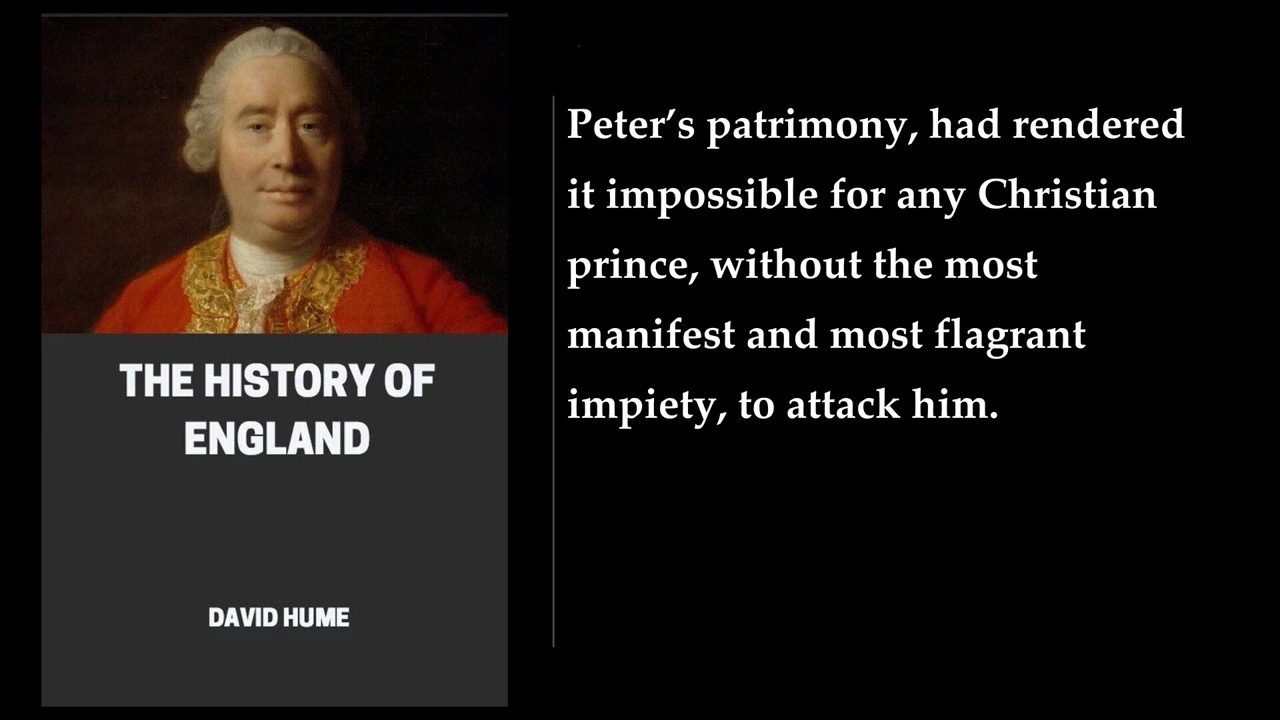 THE HISTORY OF
ENGLAND
DAVID HUME
Peter’s patrimony, had rendered
it impossible for any Christian
prince, without the most
manifest and most flagrant
impiety, to attack him.